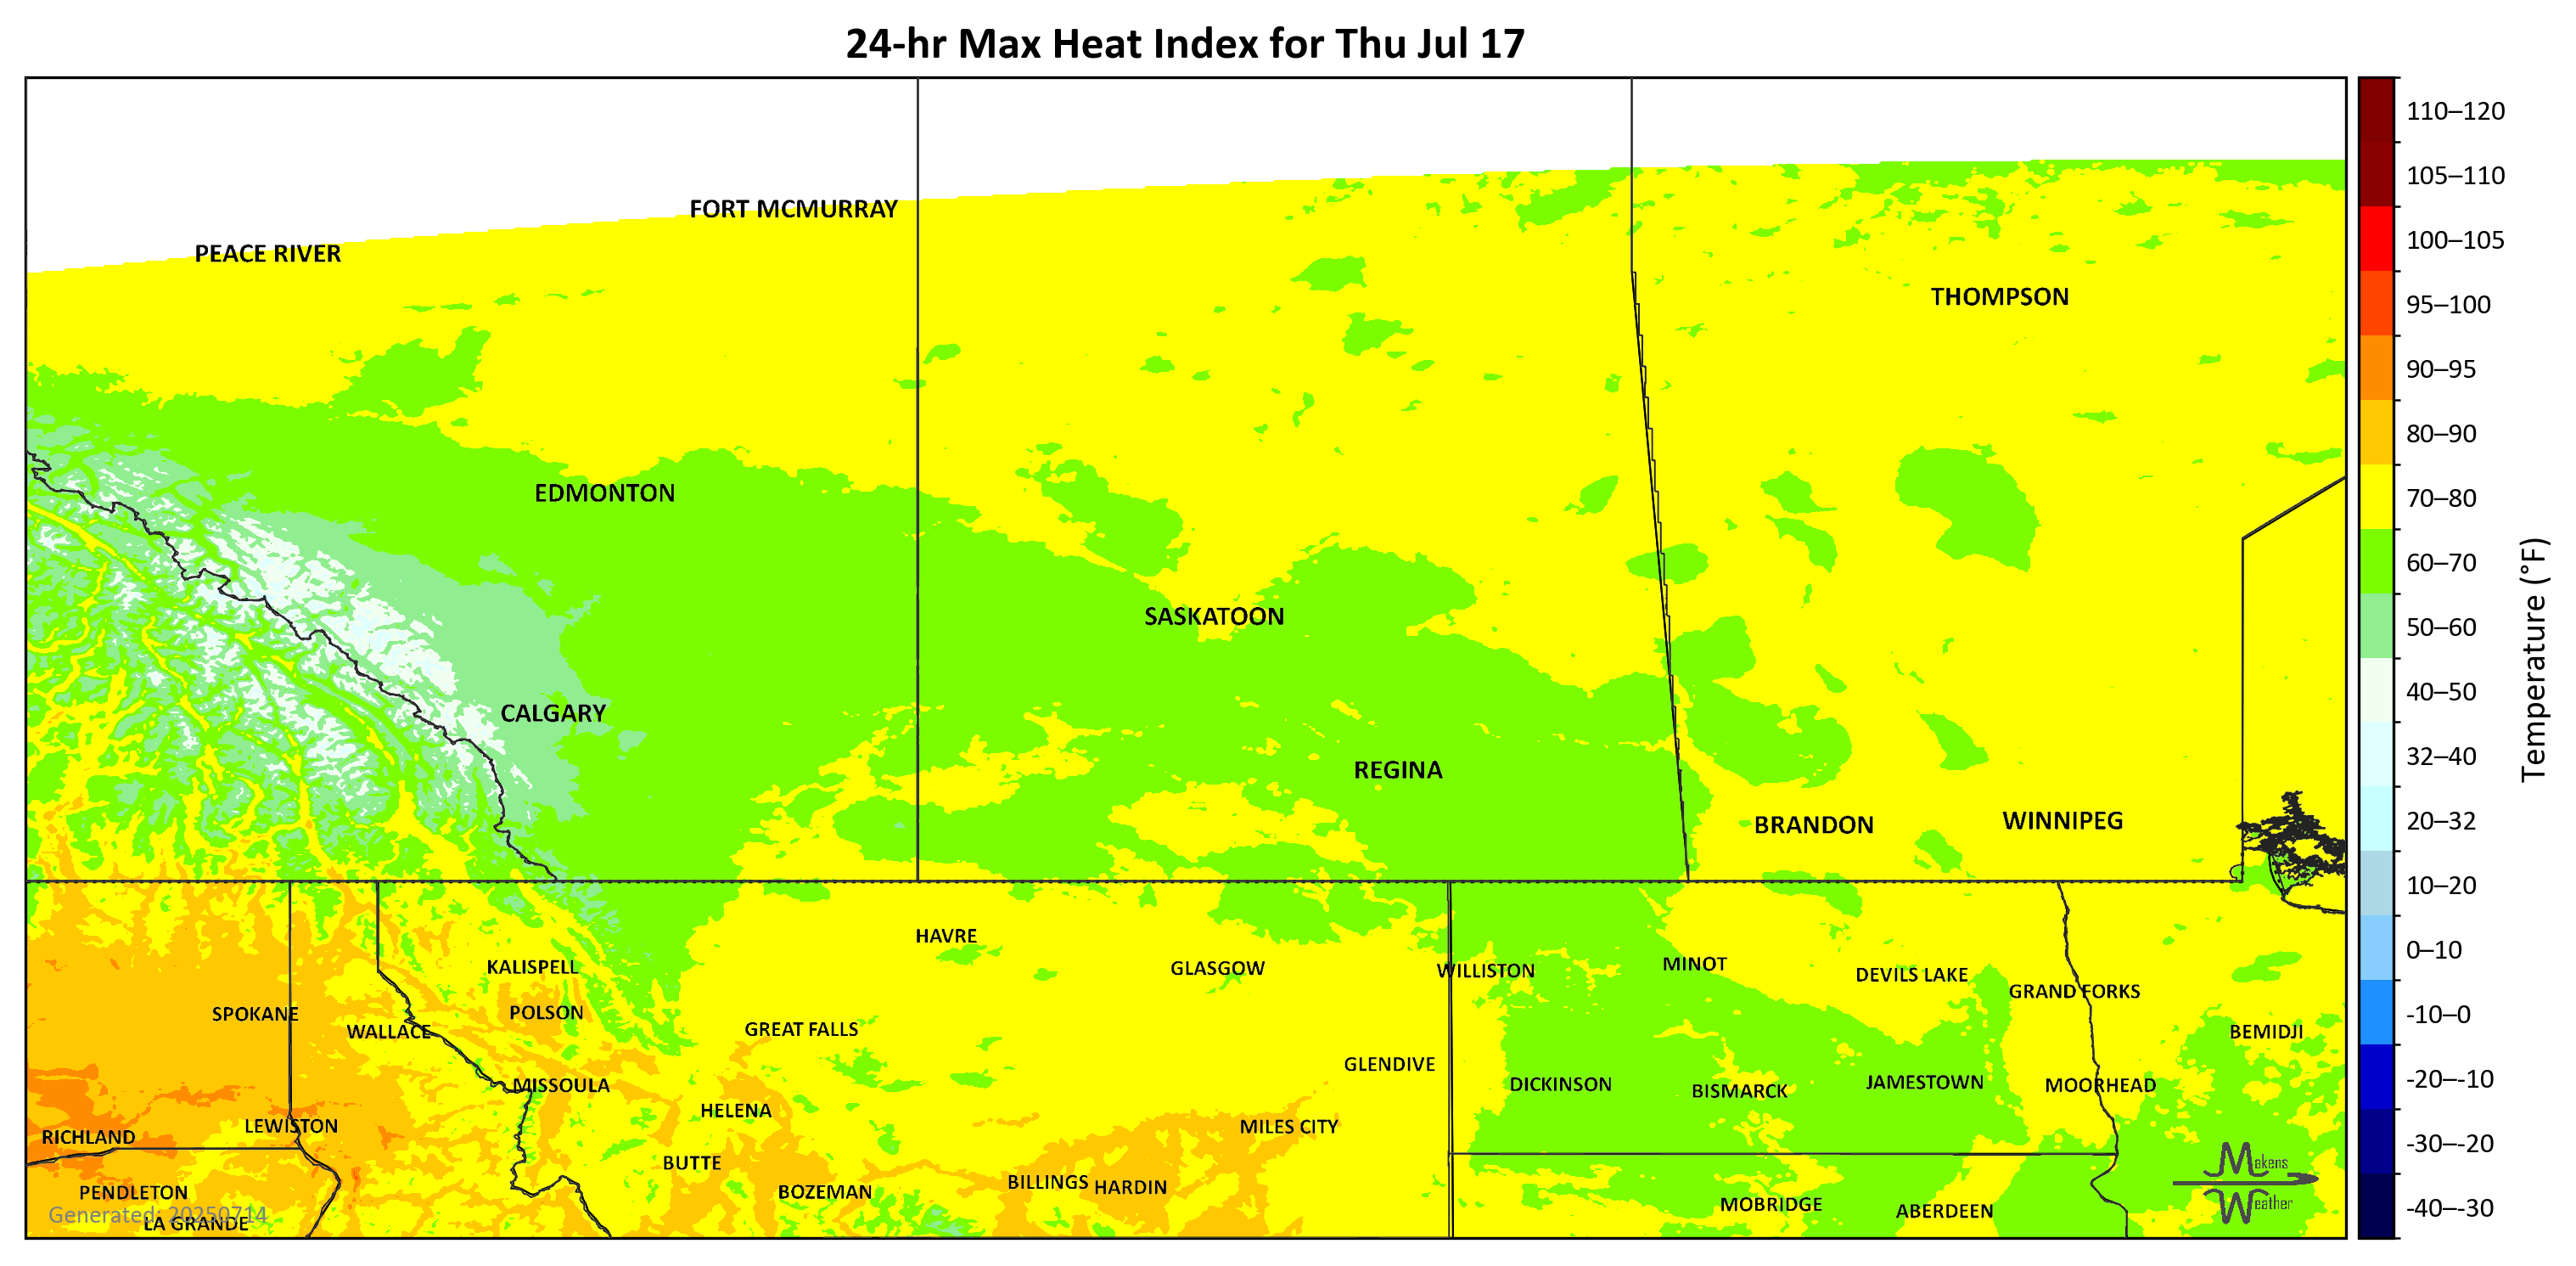 24-hr Max Heat Index for Thu Jul 17
FORT MCMURRAY
PEACE RIVER
THOMPSON
EDMONTON
SASKATOON
CALGARY
REGINA
BRANDON
WINNIPEG
HAVRE
KALISPELL
GLASGOW
WILLISTON
MINOT
DEVILS LAKE
GRAND FORKS
SPOKANE
POLSON
WALLACE
GREAT FALLS
BEMIDJI
GLENDIVE
MISSOULA
DICKINSON
BISMARCK
JAMESTOWN
MOORHEAD
HELENA
LEWISTON
MILES CITY
RICHLAND
BUTTE
BILLINGS
HARDIN
BOZEMAN
PENDLETON
MOBRIDGE
ABERDEEN
Generated: 20250714
LA GRANDE
Makens
Weather
110–120
105–110
100–105
95–100
90–95
80–90
70–80
60–70
50–60
40–50
32–40
20–32
10–20
0–10
-10–0
-20–-10
-30–-20
-40–-30
Temperature (°F)